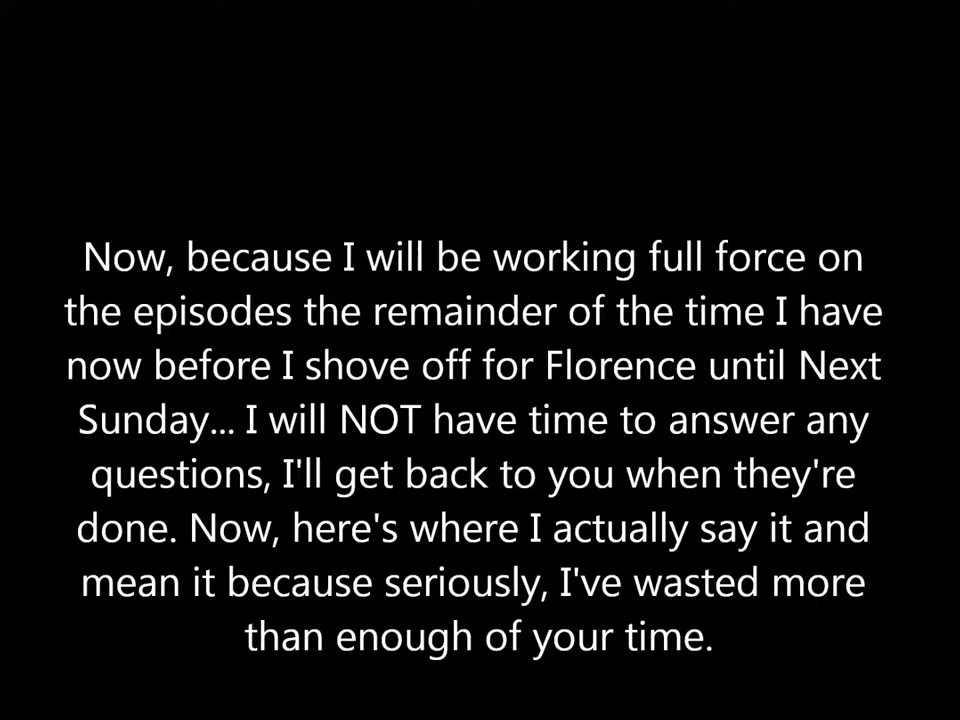 Now, because I will be working full force on
the episodes the remainder of the time I have
now before I shove off for Florence until Next
Sunday... I will NOT have time to answer any
questions, I'll get back to you when they're
done. Now, here's where I actually say it and
mean it because seriously, I've wasted more
than enough of your time.